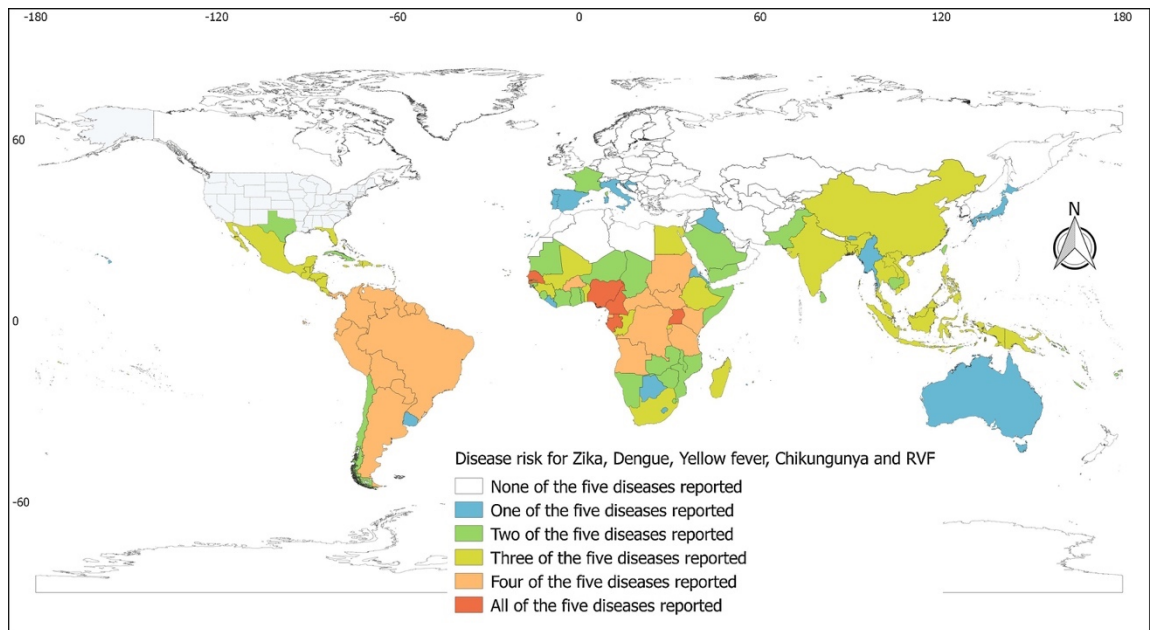 -180 -120 -60 0 60 120 180
60
N
0
Disease risk for Zika, Dengue, Yellow fever, Chikungunya and RVF
None of the five diseases reported
-60
One of the five diseases reported
Two of the five diseases reported
Three of the five diseases reported
Four of the five diseases reported
All of the five diseases reported